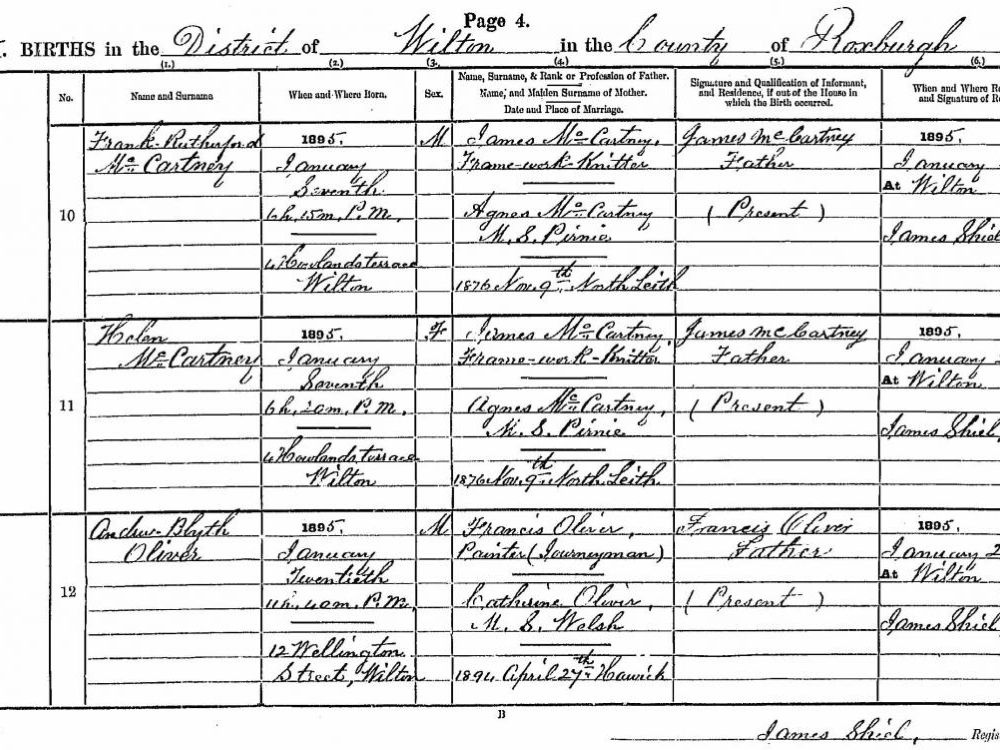 Page 4.
BIRTHS in the District of Wilton in the County of Roxburgh
(1.) (2.) (3. (4.) (5.) (6.)
No.
Name and Surname
When and Where Born.
Sex.
Name, Surname, & Rank or Profession of Father.
Name, and Maiden Surname of Mother.
Date and Place of Marriage.
Signature and Qualification of Informant,
and Residence, if out of the House in
which the Birth occurred.
When and Where Re
and Signature of R
10
Frank Rutherford
McCartney
1895.
January
Seventh
6h. 15m. P.M.
4 Howlands terrace
Wilton
M
James McCartney,
Frame-work-Knitter
Agnes McCartney
M.S. Pirnie
1876 Nov. 9th North Leith
James McCartney
Father
(Present)
1895.
January
At Wilton
James Shiel
11
Helen
McCartney
1895.
January
Seventh
6h. 20m. P.M.
4 Howlands terrace
Wilton
F
James McCartney,
Frame-work-Knitter
Agnes McCartney,
M.S. Pirnie
1876 Nov. 9th North Leith
James McCartney
Father
(Present)
1895.
January 2
At Wilton
James Shiel,
12
Andrew Blyth
Oliver
1895.
January
Twentieth
11h. 40m. P.M.
12 Wellington
Street, Wilton
M
Francis Oliver,
Painter (Journeyman)
Catherine Oliver,
M.S. Welsh
1894 April 27th Hawick
Francis Oliver
Father
(Present)
1895.
January 2
At Wilton
James Shiel
B
James Shiel, Regis